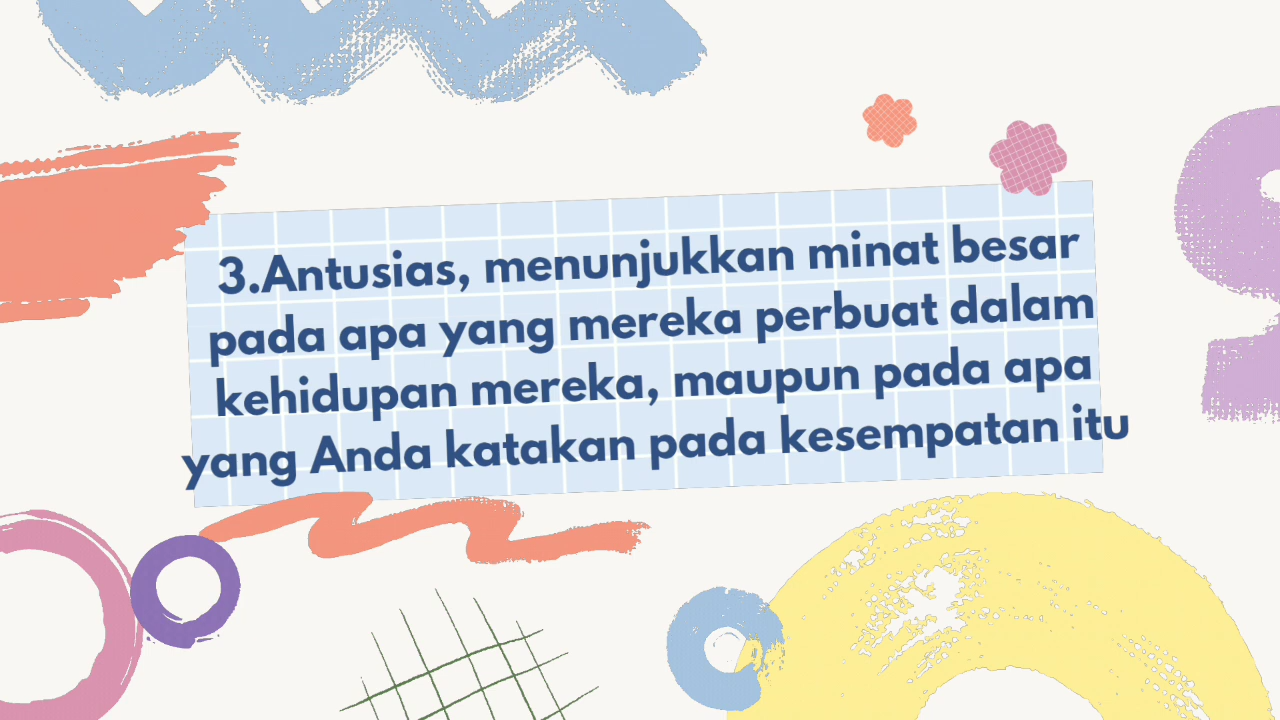 3.Antusias, menunjukkan minat besar
pada apa yang mereka perbuat dalam
kehidupan mereka, maupun pada apa
yang Anda katakan pada kesempatan itu